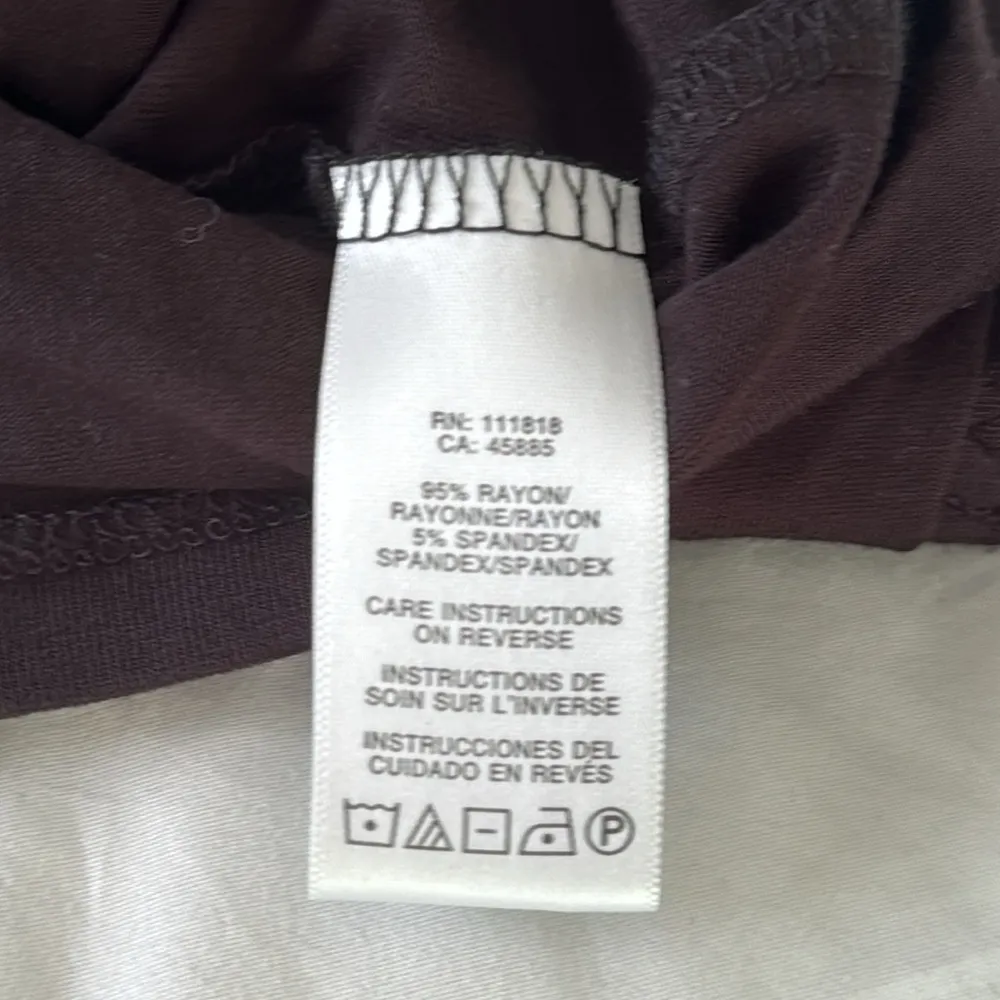 RN: 111818
CA: 45885
95% RAYON/
RAYONNE/RAYON
5% SPANDEX/
SPANDEX/SPANDEX
CARE INSTRUCTIONS
ON REVERSE
INSTRUCTIONS DE
SOIN SUR L'INVERSE
INSTRUCCIONES DEL
CUIDADO EN REVÉS
P